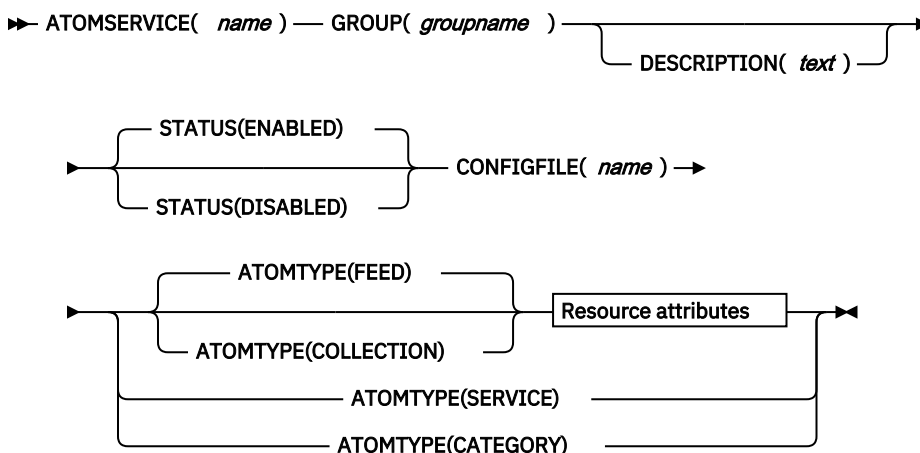 ATOMSERVICE( name ) GROUP( groupname )
DESCRIPTION( text )
STATUS(ENABLED)
CONFIGFILE( name )
STATUS(DISABLED)
ATOMTYPE(FEED)
Resource attributes
ATOMTYPE(COLLECTION)
ATOMTYPE(SERVICE)
ATOMTYPE(CATEGORY)